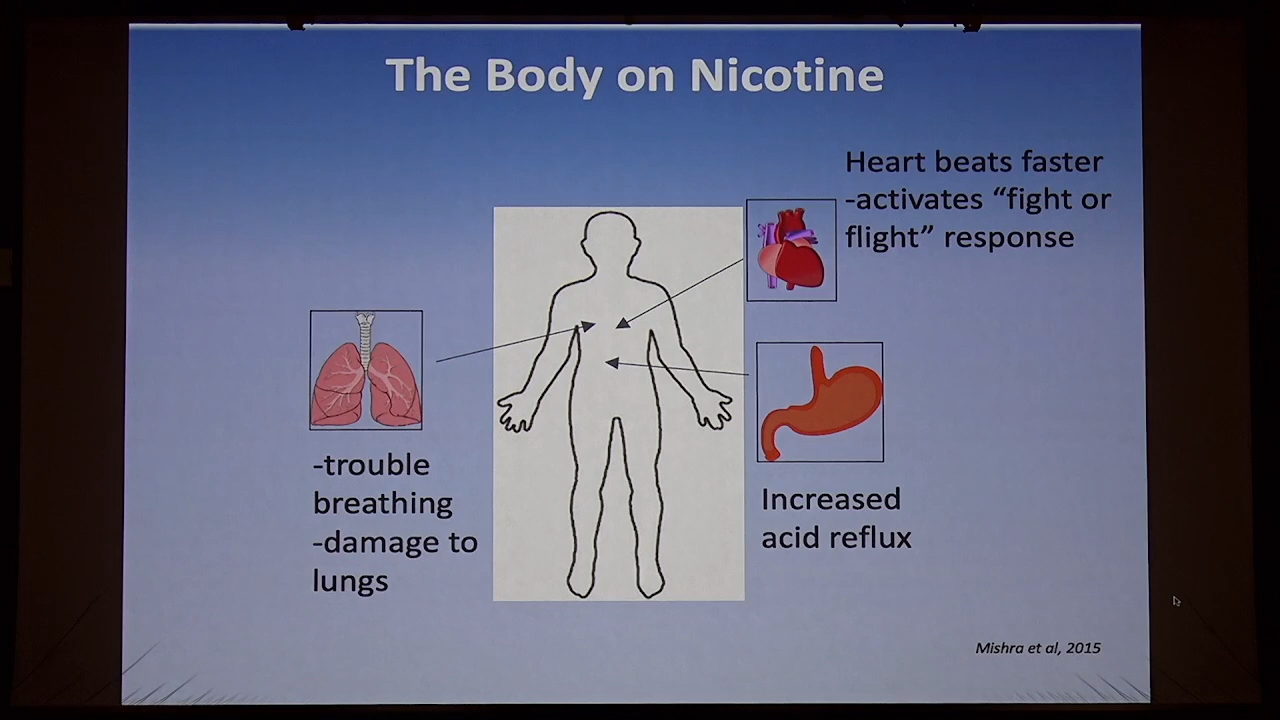 The Body on Nicotine
Heart beats faster
-activates “fight or
flight” response
-trouble
breathing
-damage to
lungs
Increased
acid reflux
Mishra et al, 2015